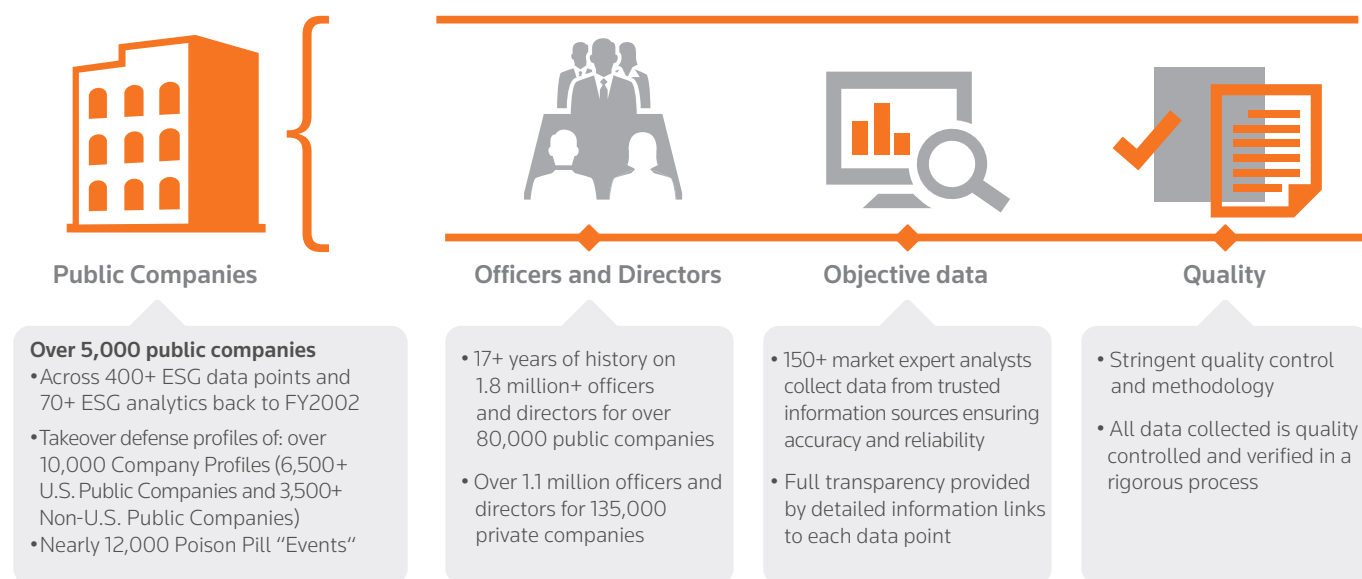 Public Companies
Over 5,000 public companies
• Across 400+ ESG data points and
70+ ESG analytics back to FY2002
• Takeover defense profiles of: over
10,000 Company Profiles (6,500+
U.S. Public Companies and 3,500+
Non-U.S. Public Companies)
• Nearly 12,000 Poison Pill “Events“
Officers and Directors
• 17+ years of history on
1.8 million+ officers
and directors for over
80,000 public companies
• Over 1.1 million officers and
directors for 135,000
private companies
Objective data
• 150+ market expert analysts
collect data from trusted
information sources ensuring
accuracy and reliability
• Full transparency provided
by detailed information links
to each data point
Quality
• Stringent quality control
and methodology
• All data collected is quality
controlled and verified in a
rigorous process